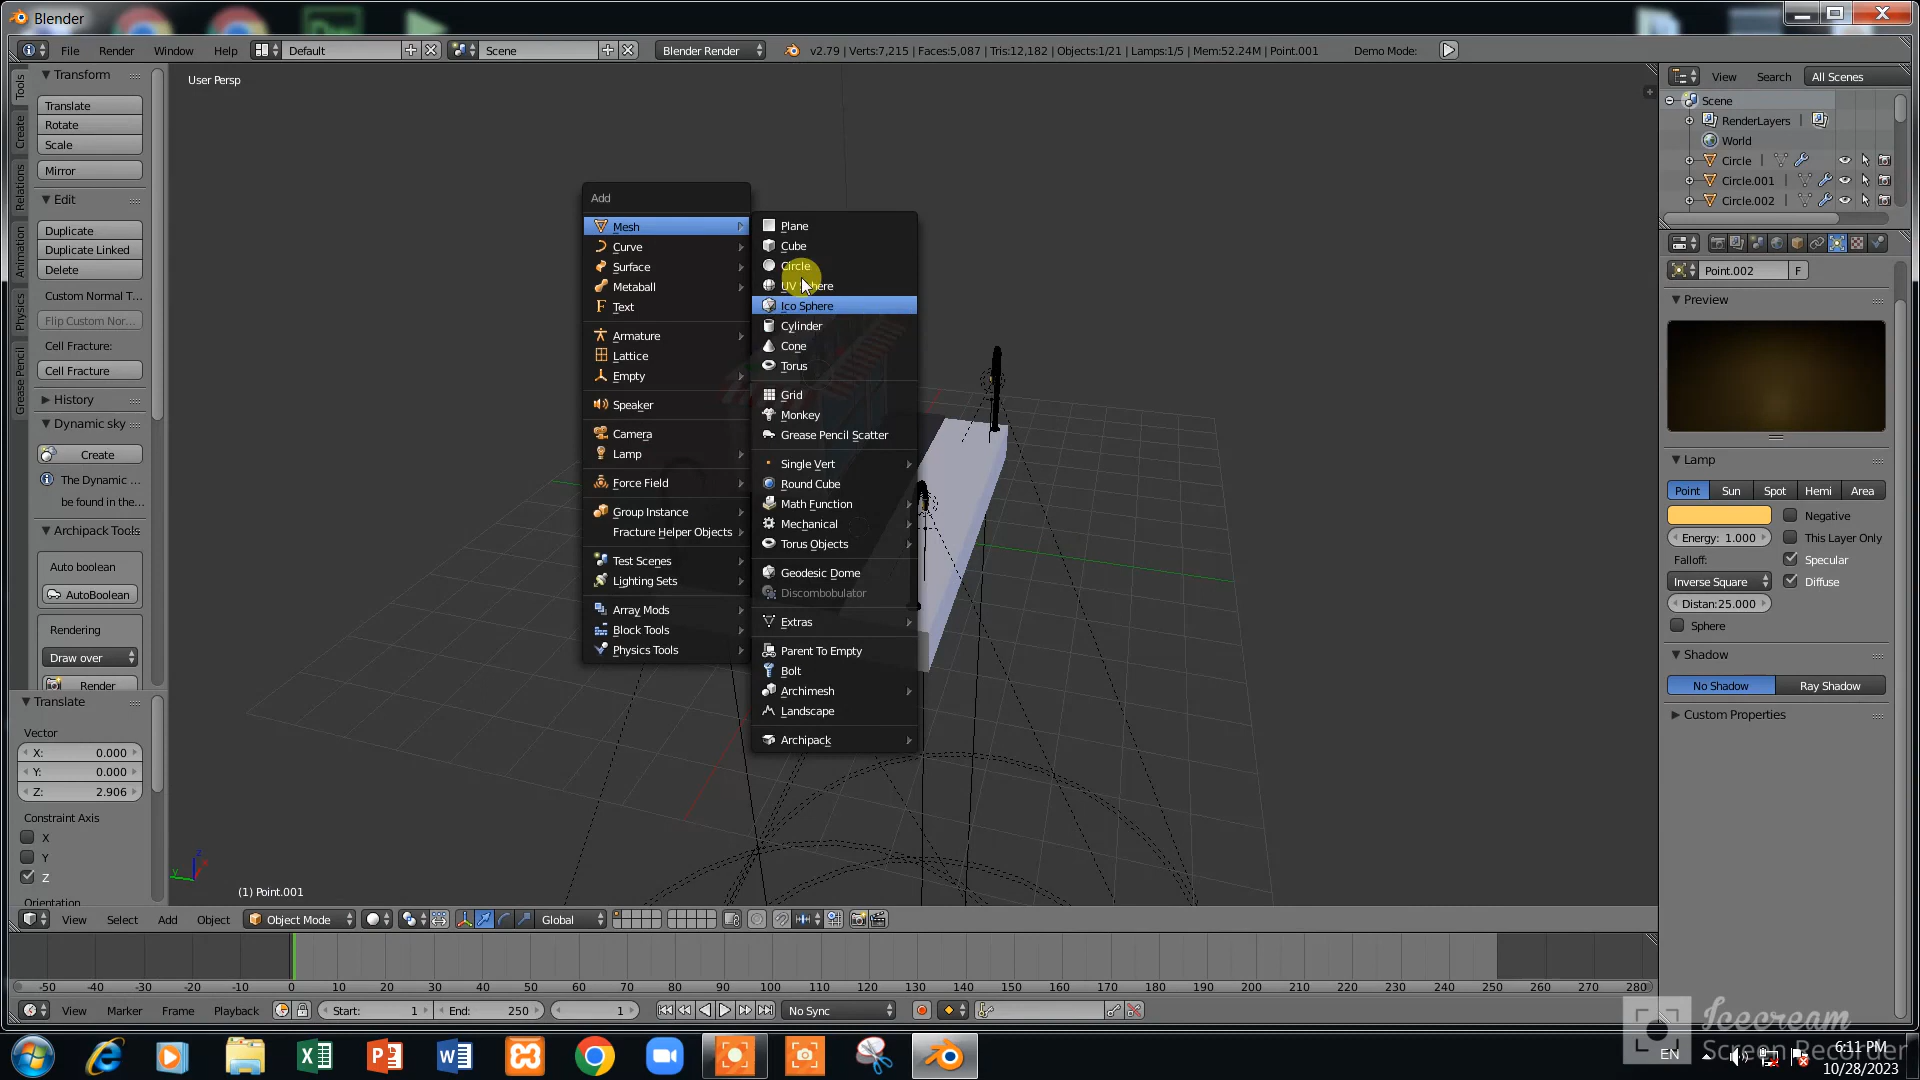 Blender
File Render Window Help Default Scene Blender Render v2.79 | Verts:7,215 | Faces:5,087 | Tris:12,182 | Objects:1/21 | Lamps:1/5 | Mem:52.24M | Point.001 Demo Mode:
Tools
Create
Relations
Animation
Physics
Grease Pencil
Transform
Translate
Rotate
Scale
Mirror
Edit
Duplicate
Duplicate Linked
Delete
Custom Normal T...
Flip Custom Nor...
Cell Fracture:
Cell Fracture
History
Dynamic sky
Create
The Dynamic ...
be found in the...
Archipack Tools
Auto boolean
AutoBoolean
Rendering
Draw over
Render
Translate
Vector
X: 0.000
Y: 0.000
Z: 2.906
Constraint Axis
X
Y
Z
Orientation
User Persp
Add
Mesh
Curve
Surface
Metaball
Text
Armature
Lattice
Empty
Speaker
Camera
Lamp
Force Field
Group Instance
Fracture Helper Objects
Test Scenes
Lighting Sets
Array Mods
Block Tools
Physics Tools
Plane
Cube
Circle
UV Sphere
Ico Sphere
Cylinder
Cone
Torus
Grid
Monkey
Grease Pencil Scatter
Single Vert
Round Cube
Math Function
Mechanical
Torus Objects
Geodesic Dome
Discombobulator
Extras
Parent To Empty
Bolt
Archimesh
Landscape
Archipack
z
y
x
(1) Point.001
View Search All Scenes
Scene
RenderLayers |
World
Circle |
Circle.001
Circle.002
Point.002 F
Preview
Lamp
Point Sun Spot Hemi Area
Negative
Energy: 1.000 This Layer Only
Falloff: Specular
Inverse Square Diffuse
Distan:25.000
Sphere
Shadow
No Shadow Ray Shadow
Custom Properties
View Select Add Object Object Mode Global
-50 -40 -30 -20 -10 0 10 20 30 40 50 60 70 80 90 100 110 120 130 140 150 160 170 180 190 200 210 220 230 240 250 260 270 280
View Marker Frame Playback Start: 1 End: 250 1 No Sync
Icecream
Screen Recorder
EN
6:11 PM
10/28/2023